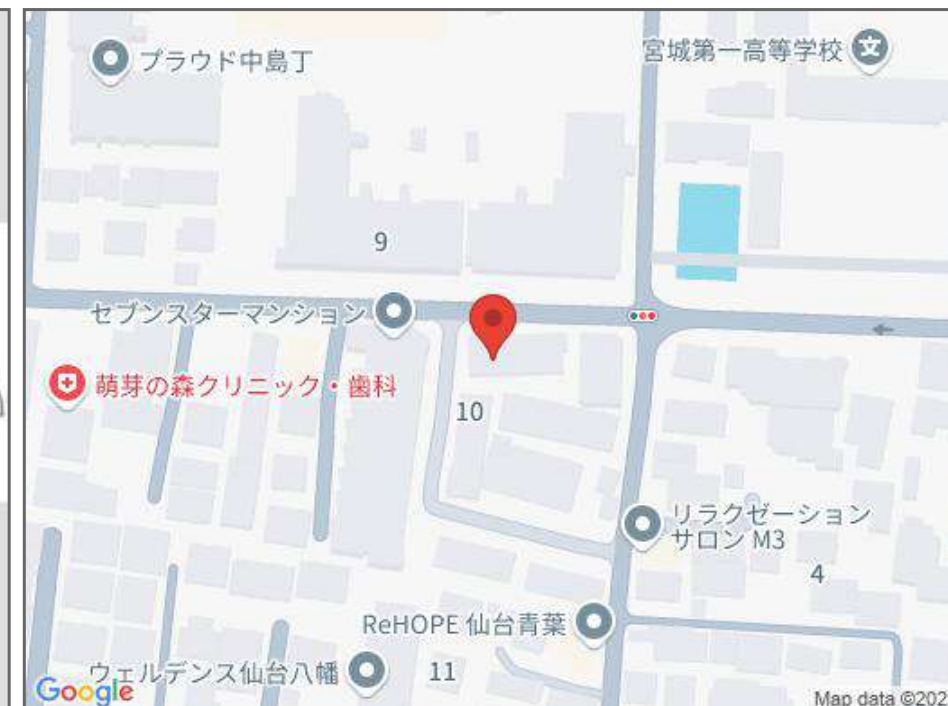 プラウド中島丁
宮城第一高等学校
文
9
セブンスターマンション
萌芽の森クリニック・歯科
10
リラクゼーション
サロン M3
4
ReHOPE 仙台青葉
ウェルデンス仙台八幡
11
Google
Map data ©202